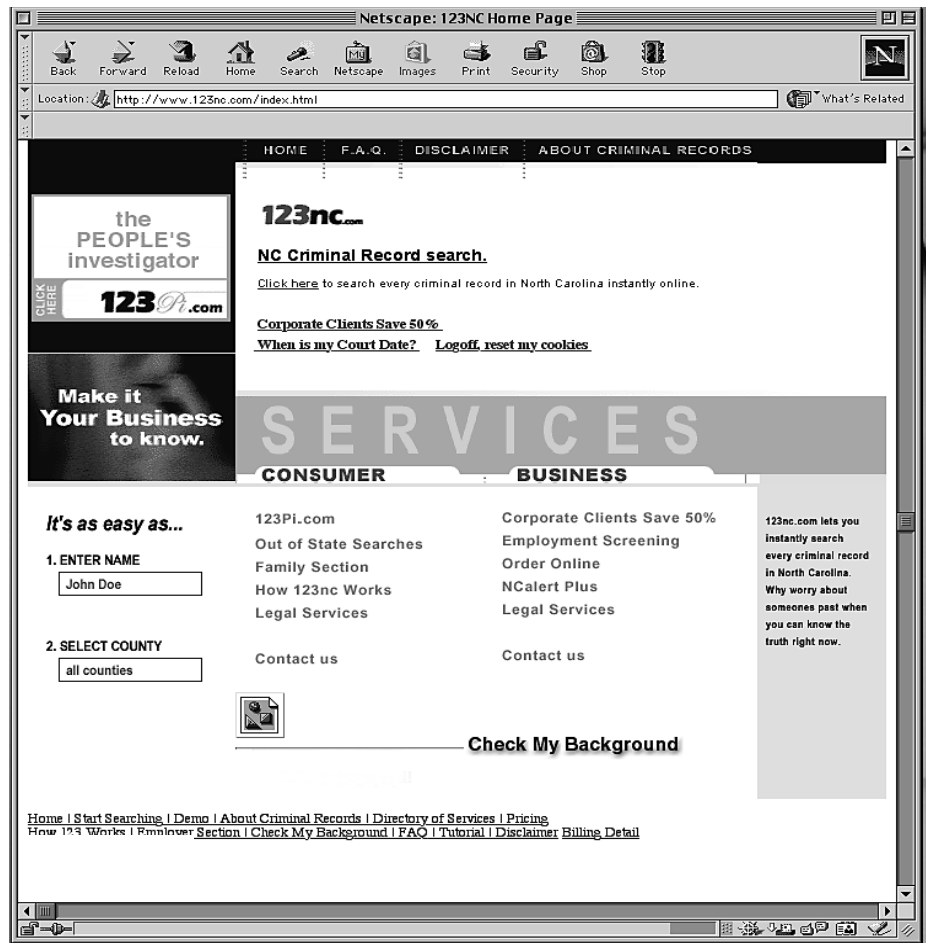 Netscape: 123NC Home Page
Back Forward Reload Home Search Netscape Images Print Security Shop Stop
Location: http://www.123nc.com/index.html What's Related
HOME F.A.Q. DISCLAIMER ABOUT CRIMINAL RECORDS
the
PEOPLE'S
investigator
CLICK HERE
123Pi.com
123nc.com
NC Criminal Record search.
Click here to search every criminal record in North Carolina instantly online.
Corporate Clients Save 50%
When is my Court Date? Logoff, reset my cookies
Make it
Your Business
to know.
SERVICES
CONSUMER BUSINESS
It's as easy as...
1. ENTER NAME
John Doe
2. SELECT COUNTY
all counties
123Pi.com
Out of State Searches
Family Section
How 123nc Works
Legal Services
Contact us
Corporate Clients Save 50%
Employment Screening
Order Online
NCalert Plus
Legal Services
Contact us
123nc.com lets you
instantly search
every criminal record
in North Carolina.
Why worry about
someones past when
you can know the
truth right now.
Check My Background
Home | Start Searching | Demo | About Criminal Records | Directory of Services | Pricing
How 123 Works | Employer Section | Check My Background | FAQ | Tutorial | Disclaimer Billing Detail